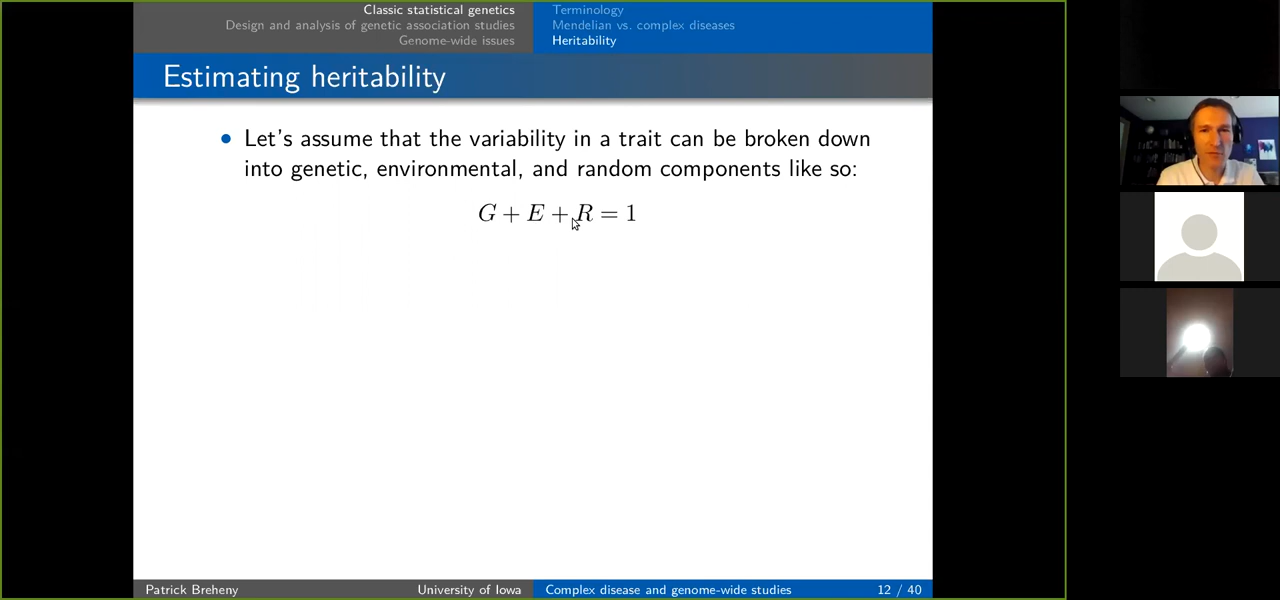 Classic statistical genetics
Design and analysis of genetic association studies
Genome-wide issues
Terminology
Mendelian vs. complex diseases
Heritability
Estimating heritability
• Let's assume that the variability in a trait can be broken down
into genetic, environmental, and random components like so:
G + E + R = 1
Patrick Breheny University of Iowa Complex disease and genome-wide studies 12 / 40